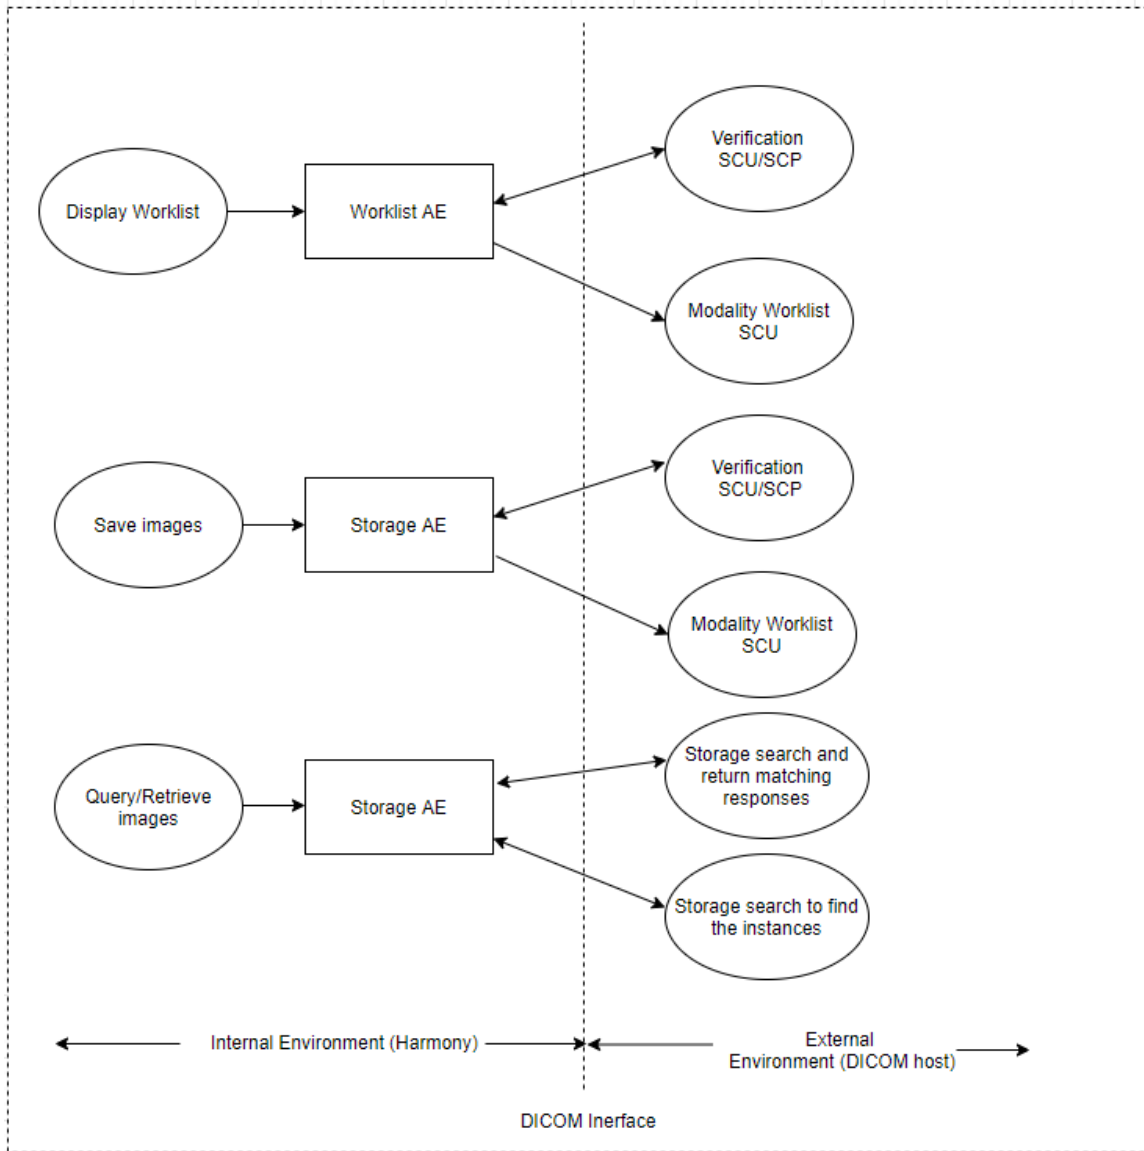 Verification
SCU/SCP
Display Worklist
Worklist AE
Modality Worklist
SCU
Verification
SCU/SCP
Save images
Storage AE
Modality Worklist
SCU
Storage search and
return matching
responses
Query/Retrieve
images
Storage AE
Storage search to find
the instances
Internal Environment (Harmony)
External
Environment (DICOM host)
DICOM Inerface